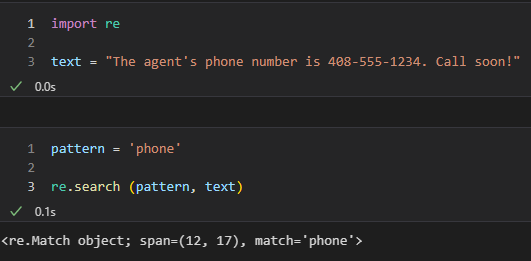 1 import re
2
3 text = "The agent's phone number is 408-555-1234. Call soon!"
✓ 0.0s
1 pattern = 'phone'
2
3 re.search (pattern, text)
✓ 0.1s
<re.Match object; span=(12, 17), match='phone'>